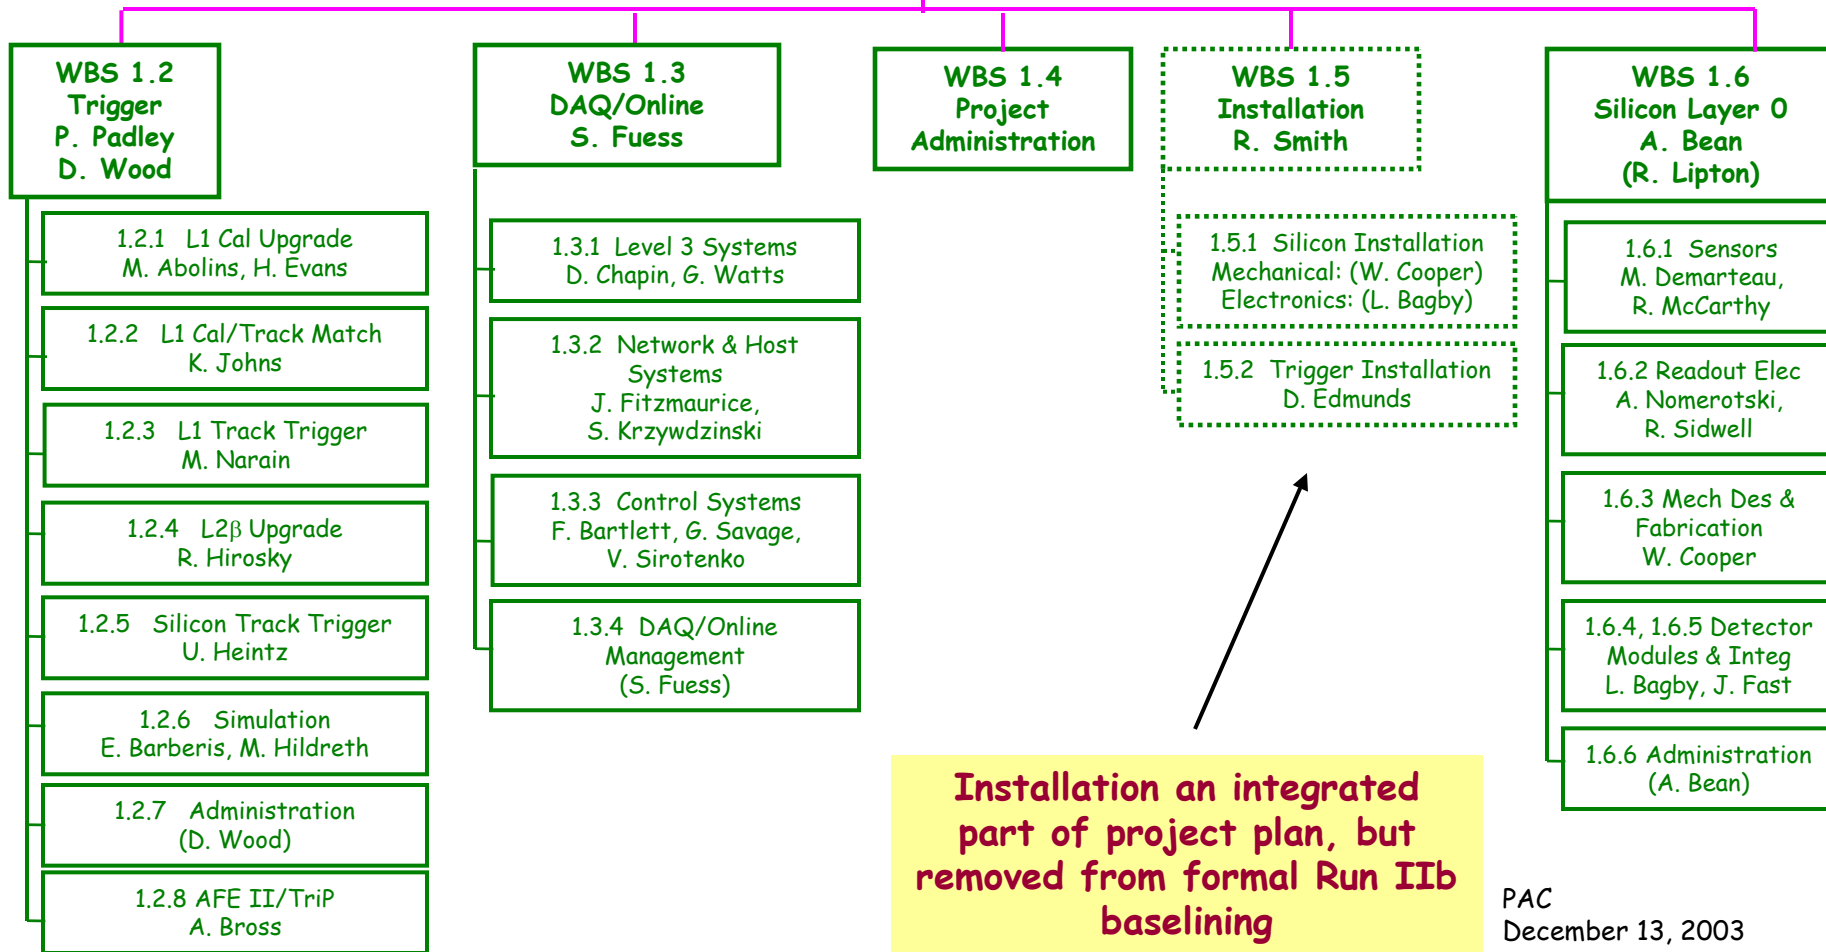 WBS 1.2
Trigger
P. Padley
D. Wood
1.2.1 L1 Cal Upgrade
M. Abolins, H. Evans
1.2.2 L1 Cal/Track Match
K. Johns
1.2.3 L1 Track Trigger
M. Narain
1.2.4 L2β Upgrade
R. Hirosky
1.2.5 Silicon Track Trigger
U. Heintz
1.2.6 Simulation
E. Barberis, M. Hildreth
1.2.7 Administration
(D. Wood)
1.2.8 AFE II/TriP
A. Bross
WBS 1.3
DAQ/Online
S. Fuess
1.3.1 Level 3 Systems
D. Chapin, G. Watts
1.3.2 Network & Host
Systems
J. Fitzmaurice,
S. Krzywdzinski
1.3.3 Control Systems
F. Bartlett, G. Savage,
V. Sirotenko
1.3.4 DAQ/Online
Management
(S. Fuess)
WBS 1.4
Project
Administration
WBS 1.5
Installation
R. Smith
1.5.1 Silicon Installation
Mechanical: (W. Cooper)
Electronics: (L. Bagby)
1.5.2 Trigger Installation
D. Edmunds
WBS 1.6
Silicon Layer 0
A. Bean
(R. Lipton)
1.6.1 Sensors
M. Demarteau,
R. McCarthy
1.6.2 Readout Elec
A. Nomerotski,
R. Sidwell
1.6.3 Mech Des &
Fabrication
W. Cooper
1.6.4, 1.6.5 Detector
Modules & Integ
L. Bagby, J. Fast
1.6.6 Administration
(A. Bean)
Installation an integrated
part of project plan, but
removed from formal Run IIb
baselining
PAC
December 13, 2003